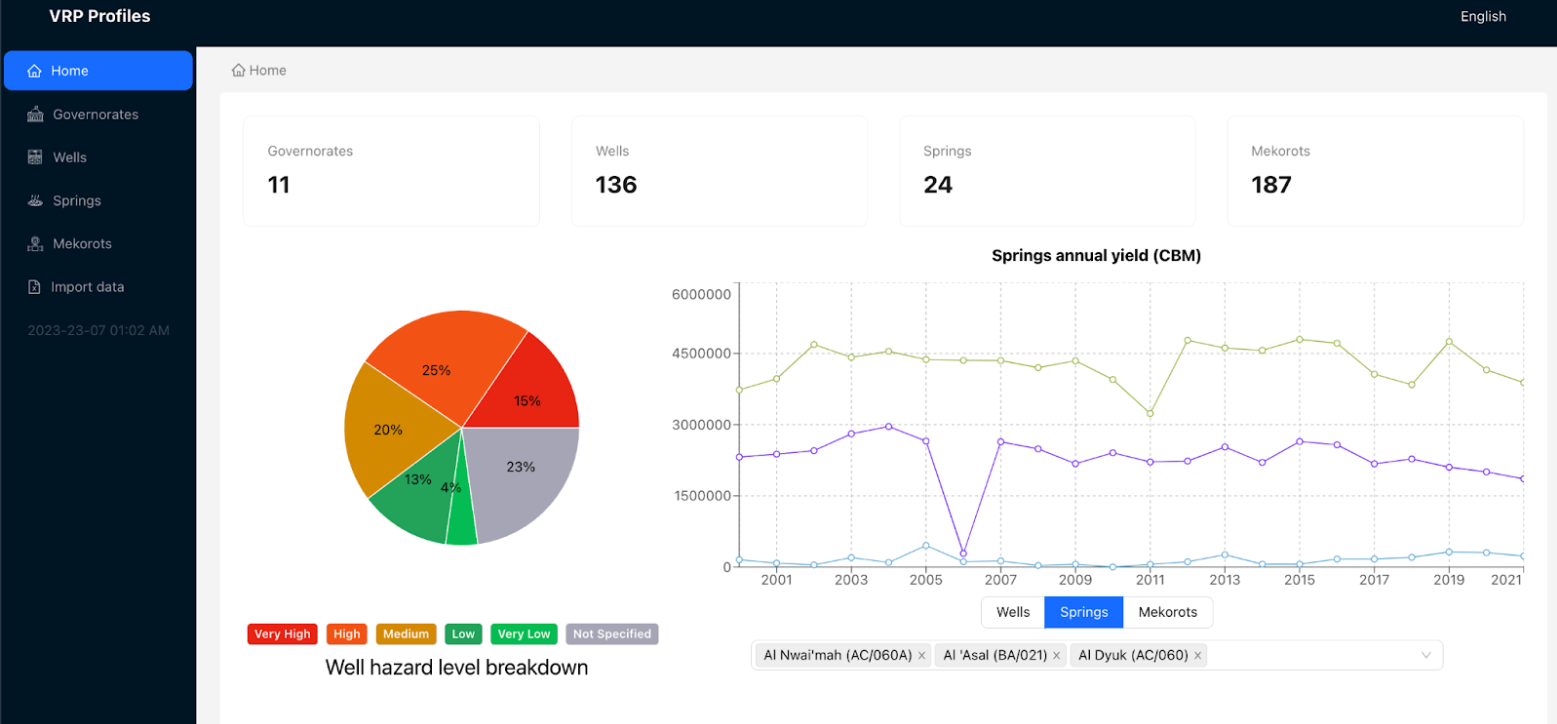 VRP Profiles
English
Home
Governorates
Wells
Springs
Mekorots
Import data
2023-23-07 01:02 AM
Home
Governorates
11
Wells
136
Springs
24
Mekorots
187
25%
15%
20%
23%
13%
4%
Very High High Medium Low Very Low Not Specified
Well hazard level breakdown
Springs annual yield (CBM)
6000000
4500000
3000000
1500000
0
2001 2003 2005 2007 2009 2011 2013 2015 2017 2019 2021
Wells Springs Mekorots
Al Nwai'mah (AC/060A) × Al 'Asal (BA/021) × Al Dyuk (AC/060) ×